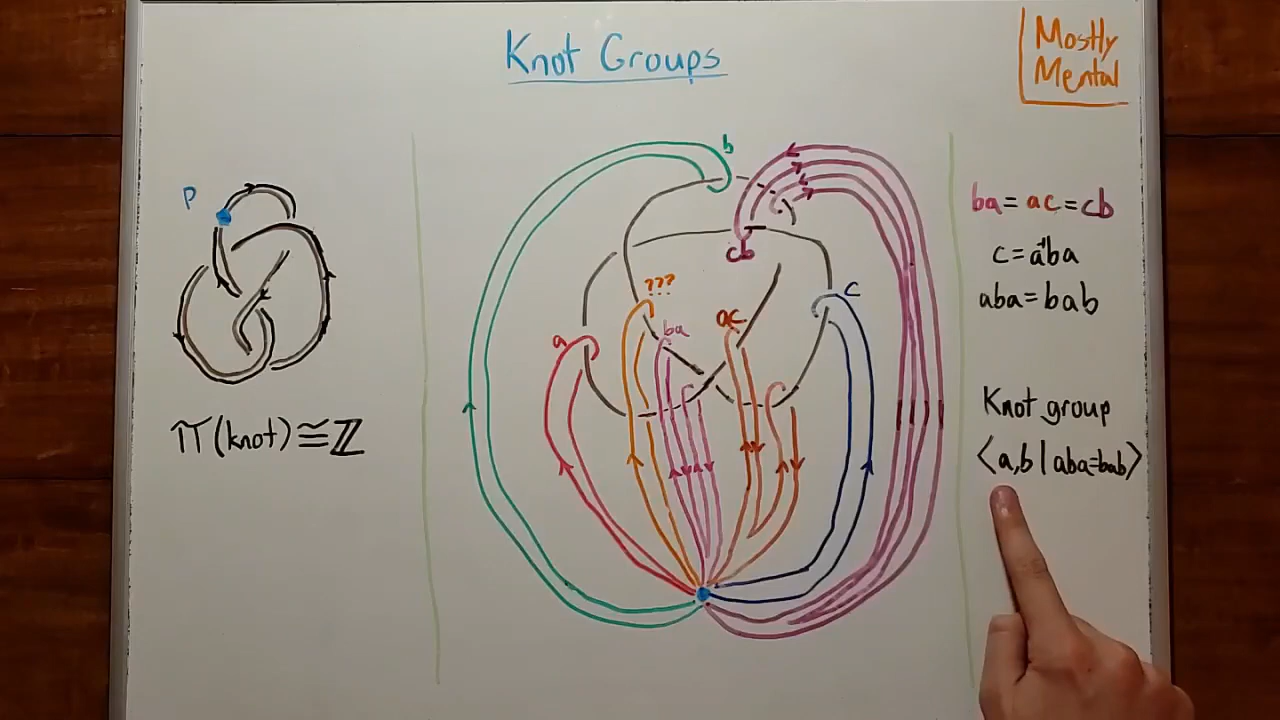 Knot Groups
Mostly
Mental
P
π(knot)≅ℤ
b
cb
???
c
a
ba
ac
ba=ac=cb
c=a⁻¹ba
aba=bab
Knot group
⟨a,b|aba=bab⟩